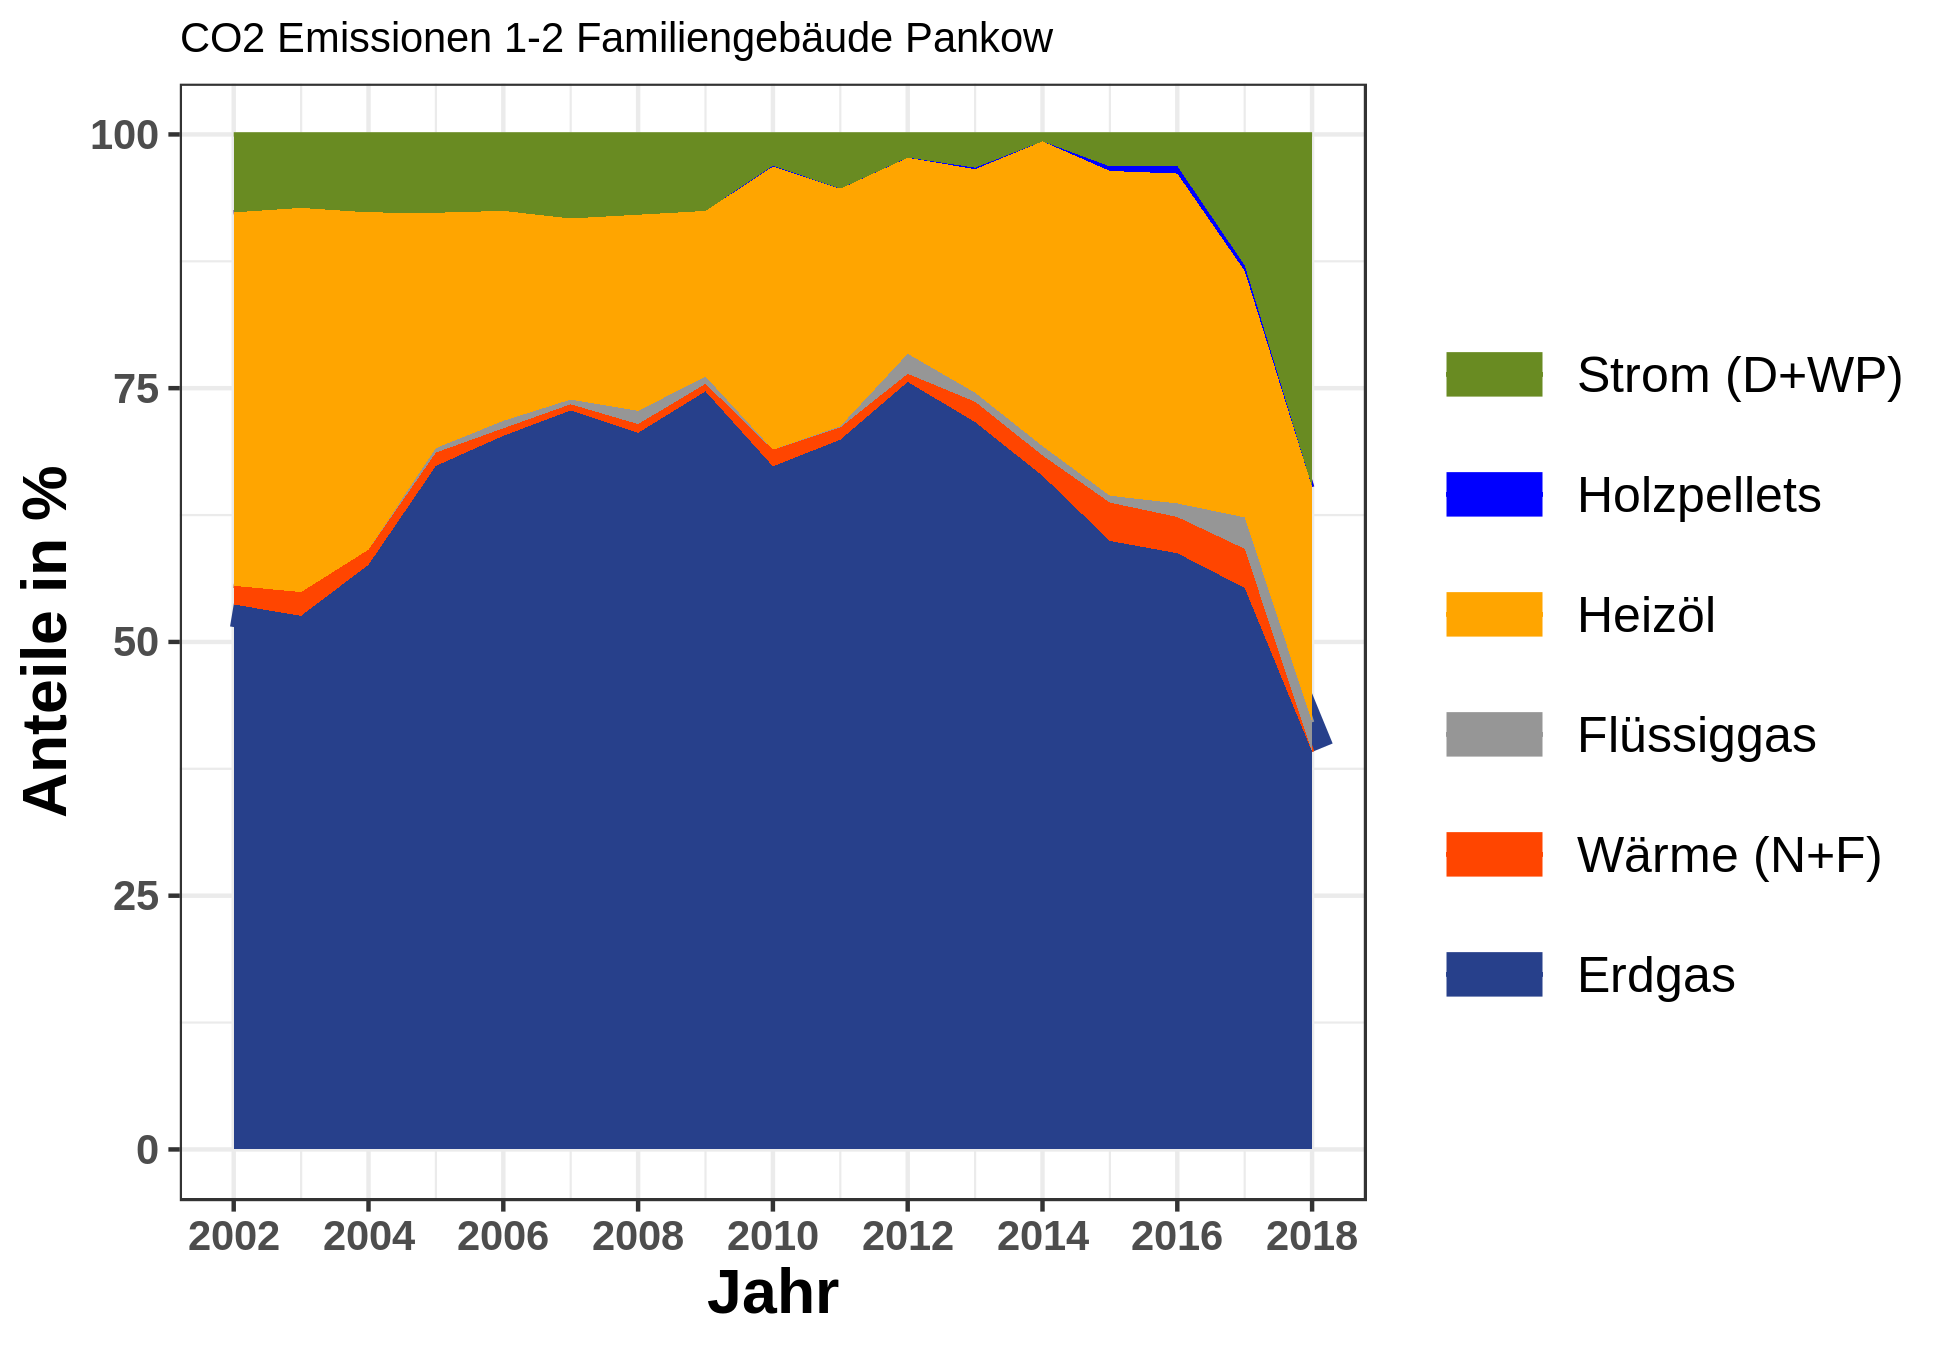 CO2 Emissionen 1-2 Familiengebäude Pankow
100
75
50
25
0
Anteile in %
2002 2004 2006 2008 2010 2012 2014 2016 2018
Jahr
Strom (D+WP)
Holzpellets
Heizöl
Flüssiggas
Wärme (N+F)
Erdgas